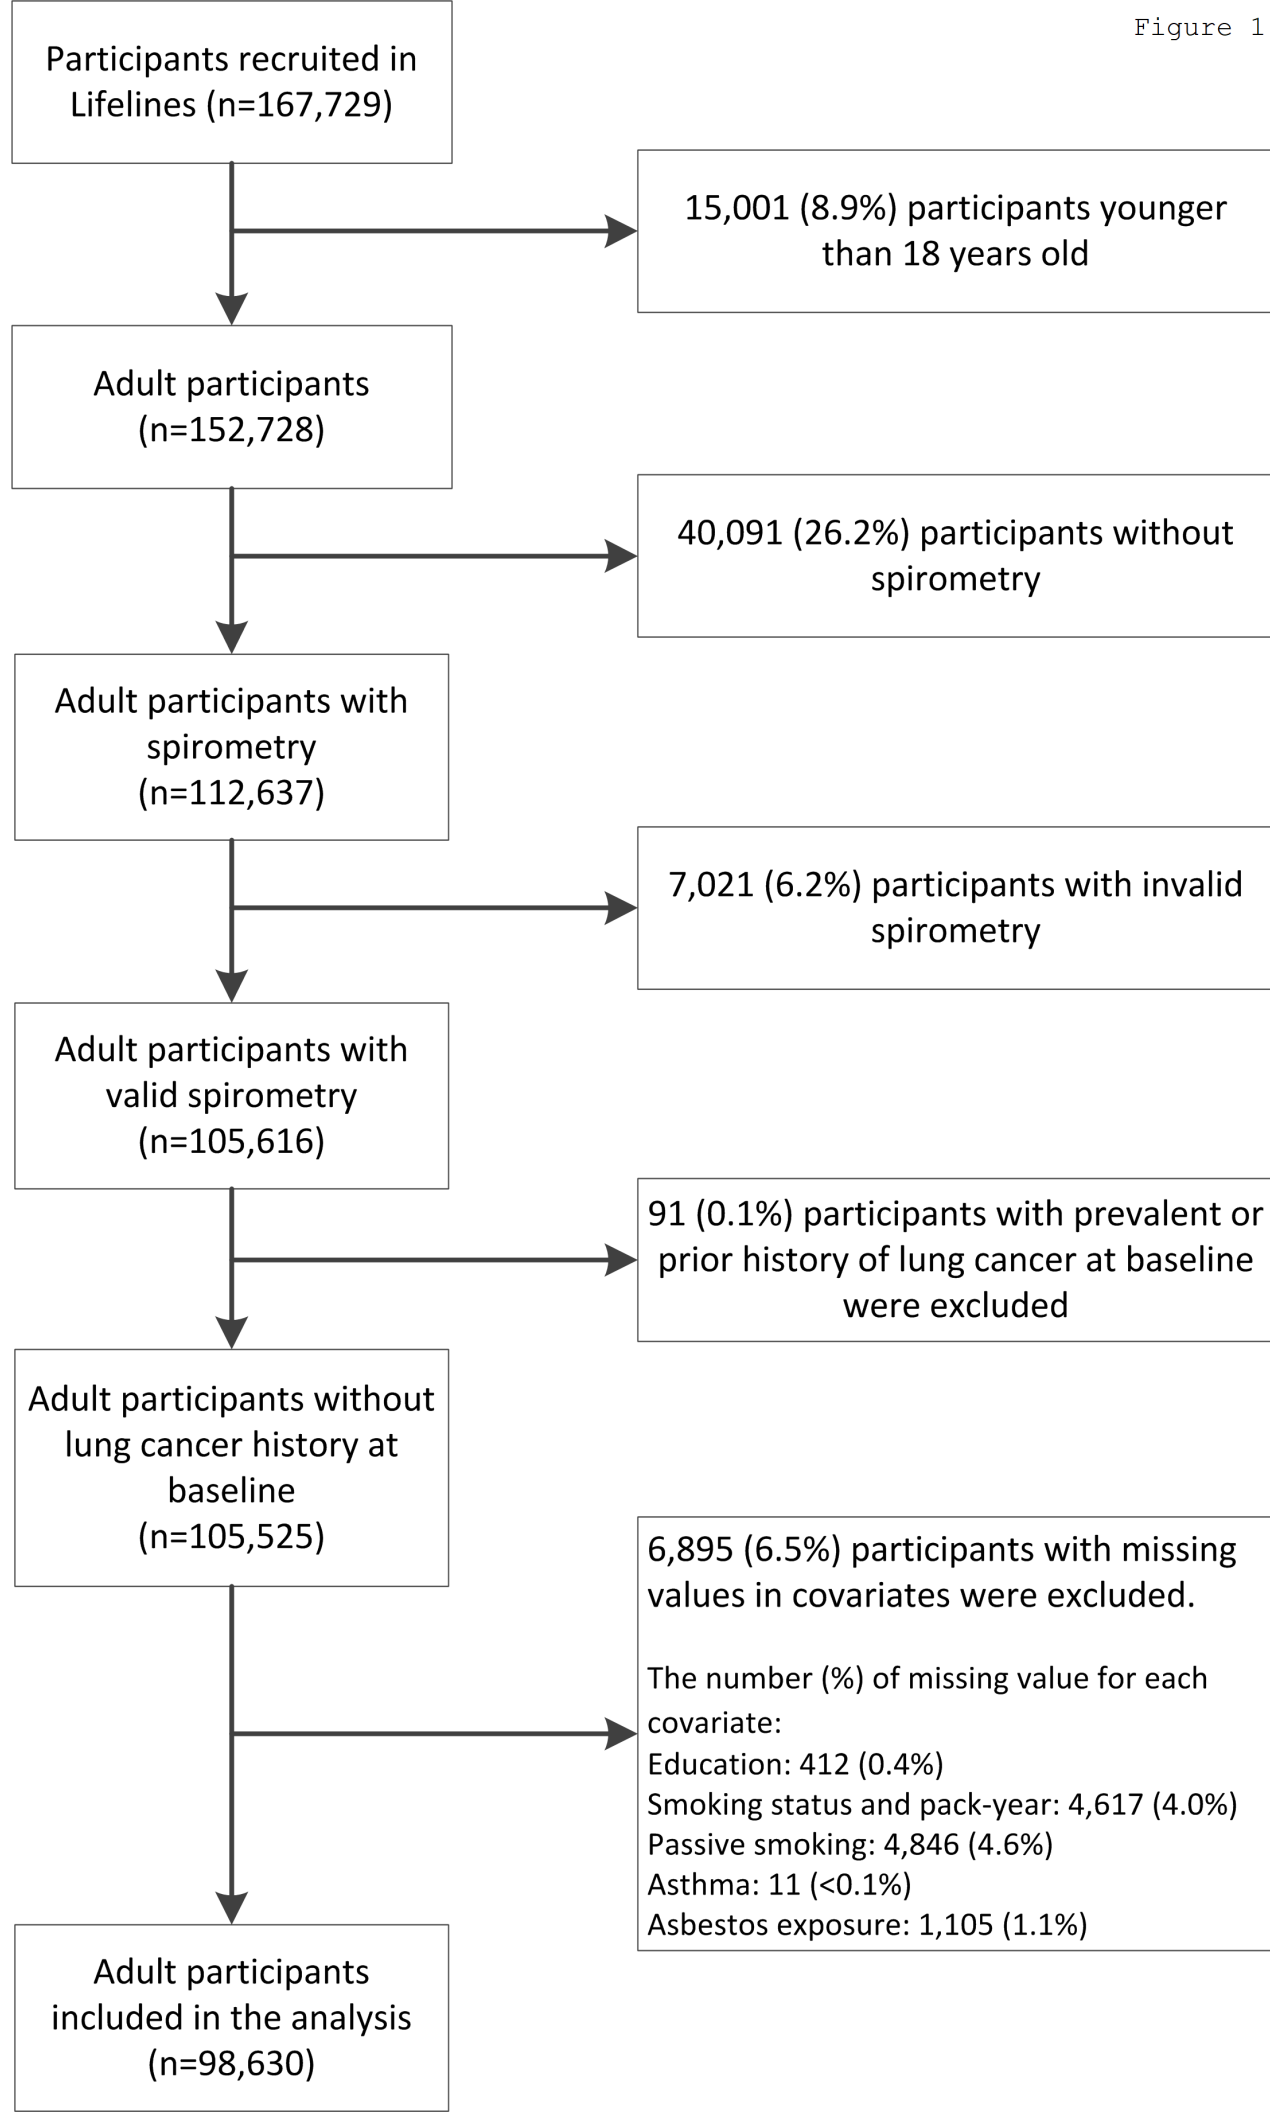 Figure 1
Participants recruited in
Lifelines (n=167,729)
15,001 (8.9%) participants younger
than 18 years old
Adult participants
(n=152,728)
40,091 (26.2%) participants without
spirometry
Adult participants with
spirometry
(n=112,637)
7,021 (6.2%) participants with invalid
spirometry
Adult participants with
valid spirometry
(n=105,616)
91 (0.1%) participants with prevalent or
prior history of lung cancer at baseline
were excluded
Adult participants without
lung cancer history at
baseline
(n=105,525)
6,895 (6.5%) participants with missing
values in covariates were excluded.
The number (%) of missing value for each
covariate:
Education: 412 (0.4%)
Smoking status and pack-year: 4,617 (4.0%)
Passive smoking: 4,846 (4.6%)
Asthma: 11 (<0.1%)
Asbestos exposure: 1,105 (1.1%)
Adult participants
included in the analysis
(n=98,630)